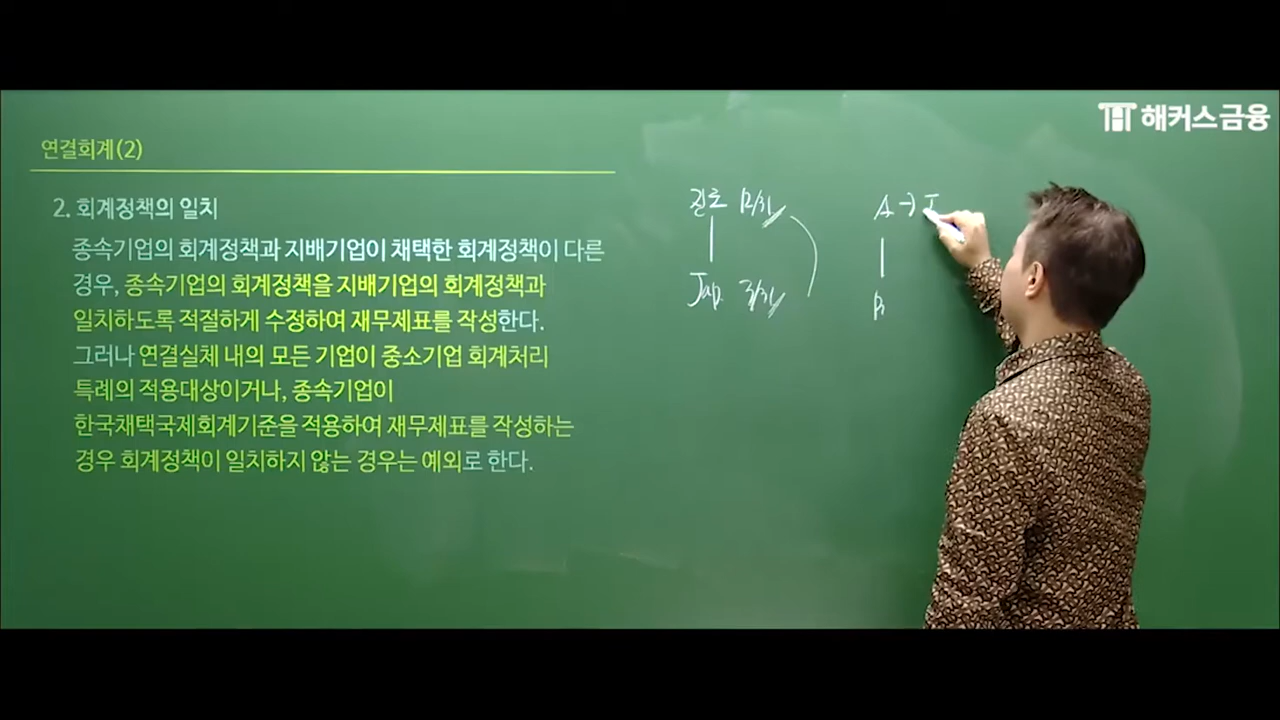 해커스금융
연결회계(2)
2. 회계정책의 일치
종속기업의 회계정책과 지배기업이 채택한 회계정책이 다른
경우, 종속기업의 회계정책을 지배기업의 회계정책과
일치하도록 적절하게 수정하여 재무제표를 작성한다.
그러나 연결실체 내의 모든 기업이 중소기업 회계처리
특례의 적용대상이거나, 종속기업이
한국채택국제회계기준을 적용하여 재무제표를 작성하는
경우 회계정책이 일치하지 않는 경우는 예외로 한다.
진로 12/31
Jap. 3/31
A → I
B